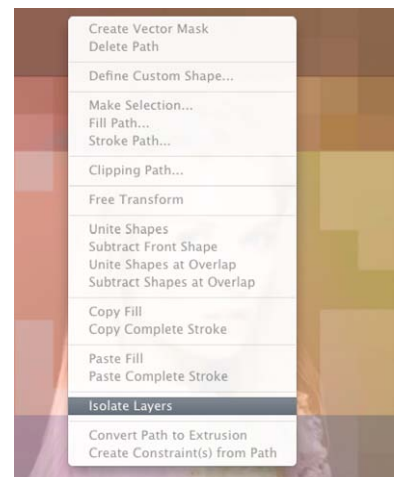 Create Vector Mask
Delete Path
Define Custom Shape...
Make Selection...
Fill Path...
Stroke Path...
Clipping Path...
Free Transform
Unite Shapes
Subtract Front Shape
Unite Shapes at Overlap
Subtract Shapes at Overlap
Copy Fill
Copy Complete Stroke
Paste Fill
Paste Complete Stroke
Isolate Layers
Convert Path to Extrusion
Create Constraint(s) from Path